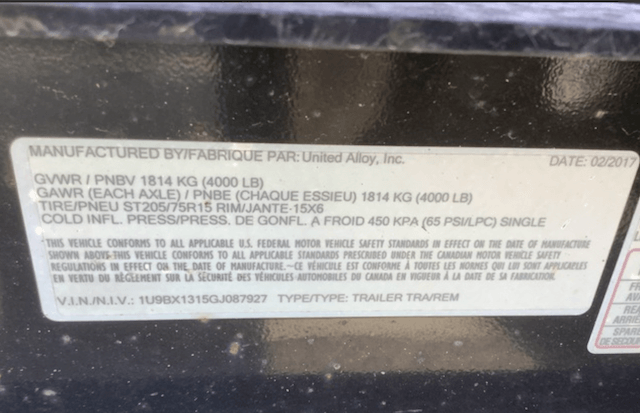 MANUFACTURED BY/FABRIQUE PAR: United Alloy, Inc. DATE: 02/2017
GVWR / PNBV 1814 KG (4000 LB)
GAWR (EACH AXLE) / PNBE (CHAQUE ESSIEU) 1814 KG (4000 LB)
TIRE/PNEU ST205/75R15 RIM/JANTE-15X6
COLD INFL. PRESS/PRESS. DE GONFL. A FROID 450 KPA (65 PSI/LPC) SINGLE
THIS VEHICLE CONFORMS TO ALL APPLICABLE U.S. FEDERAL MOTOR VEHICLE SAFETY STANDARDS IN EFFECT ON THE DATE OF MANUFACTURE
SHOWN ABOVE-THIS VEHICLE CONFORMS TO ALL APPLICABLE STANDARDS PRESCRIBED UNDER THE CANADIAN MOTOR VEHICLE SAFETY
REGULATIONS IN EFFECT ON THE DATE OF MANUFACTURE.-CE VÉHICULE EST CONFORME À TOUTES LES NORMES QUI LUI SONT APPLICABLES
EN VERTU DU RÈGLEMENT SUR LA SÉCURITÉ DES VÉHICULES-AUTOMOBILES DU CANADA EN VIGUEUR À LA DATE DE SA FABRICATION.
V.I.N./N.I.V.: 1U9BX1315GJ087927 TYPE/TYPE: TRAILER TRA/REM
FR
REA
ARRIÈ
SPAR
DE SECOU